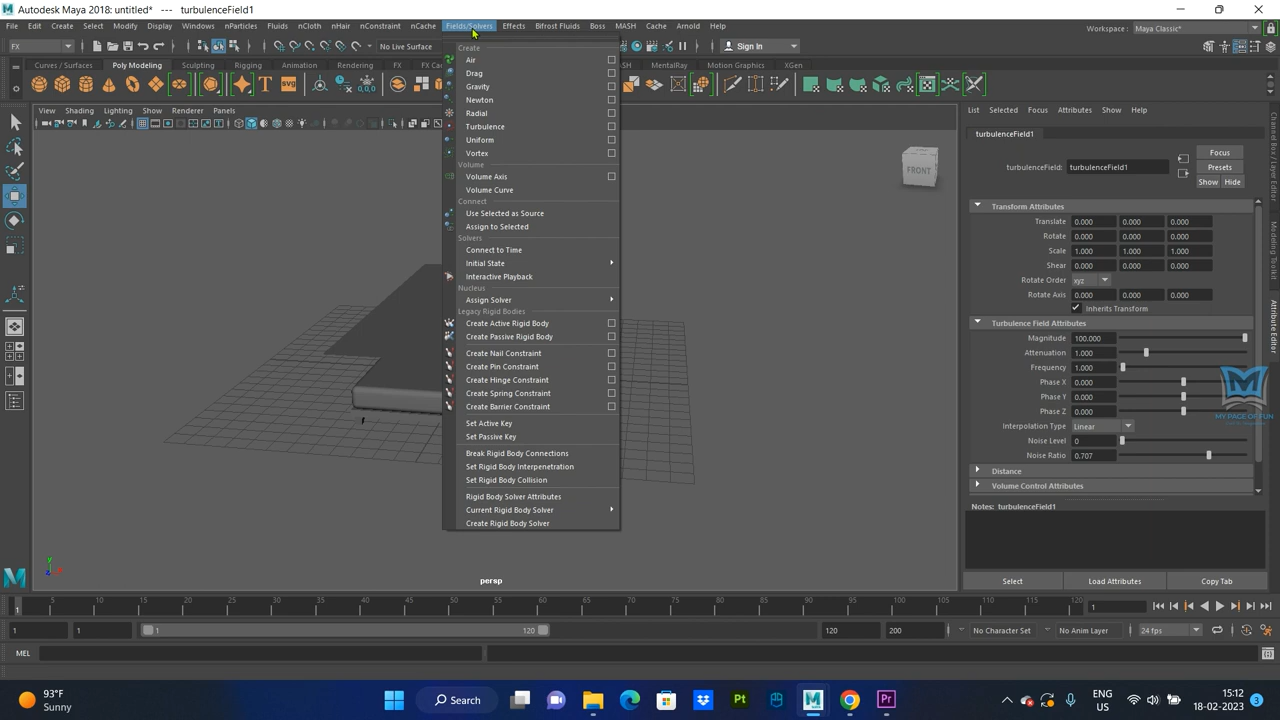 Autodesk Maya 2018: untitled* --- turbulenceField1
File Edit Create Select Modify Display Windows nParticles Fluids nCloth nHair nConstraint nCache Fields/Solvers Effects Bifrost Fluids Boss MASH Cache Arnold Help
Workspace : Maya Classic*
FX No Live Surface Sign In
Curves / Surfaces Poly Modeling Sculpting Rigging Animation Rendering FX MentalRay Motion Graphics XGen
View Shading Lighting Show Renderer Panels
Create
Air
Drag
Gravity
Newton
Radial
Turbulence
Uniform
Vortex
Volume
Volume Axis
Volume Curve
Connect
Use Selected as Source
Assign to Selected
Solvers
Connect to Time
Initial State
Interactive Playback
Nucleus
Assign Solver
Legacy Rigid Bodies
Create Active Rigid Body
Create Passive Rigid Body
Create Nail Constraint
Create Pin Constraint
Create Hinge Constraint
Create Spring Constraint
Create Barrier Constraint
Set Active Key
Set Passive Key
Break Rigid Body Connections
Set Rigid Body Interpenetration
Set Rigid Body Collision
Rigid Body Solver Attributes
Current Rigid Body Solver
Create Rigid Body Solver
FRONT
persp
List Selected Focus Attributes Show Help
turbulenceField1
turbulenceField: turbulenceField1
Focus
Presets
Show Hide
Transform Attributes
Translate 0.000 0.000 0.000
Rotate 0.000 0.000 0.000
Scale 1.000 1.000 1.000
Shear 0.000 0.000 0.000
Rotate Order xyz
Rotate Axis 0.000 0.000 0.000
Inherits Transform
Turbulence Field Attributes
Magnitude 100.000
Attenuation 1.000
Frequency 1.000
Phase X 0.000
Phase Y 0.000
Phase Z 0.000
Interpolation Type Linear
Noise Level 0
Noise Ratio 0.707
Distance
Volume Control Attributes
Notes: turbulenceField1
Select Load Attributes Copy Tab
Channel Box / Layer Editor
Modeling Toolkit
Attribute Editor
MY PAGE OF FUN
5 10 15 20 25 30 35 40 45 50 55 60 65 70 75 80 85 90 95 100 105 110 115 120
1 1
1 1 1 120 120 200 No Character Set No Anim Layer 24 fps
MEL
93°F
Sunny
Search
ENG
US
15:12
18-02-2023
3